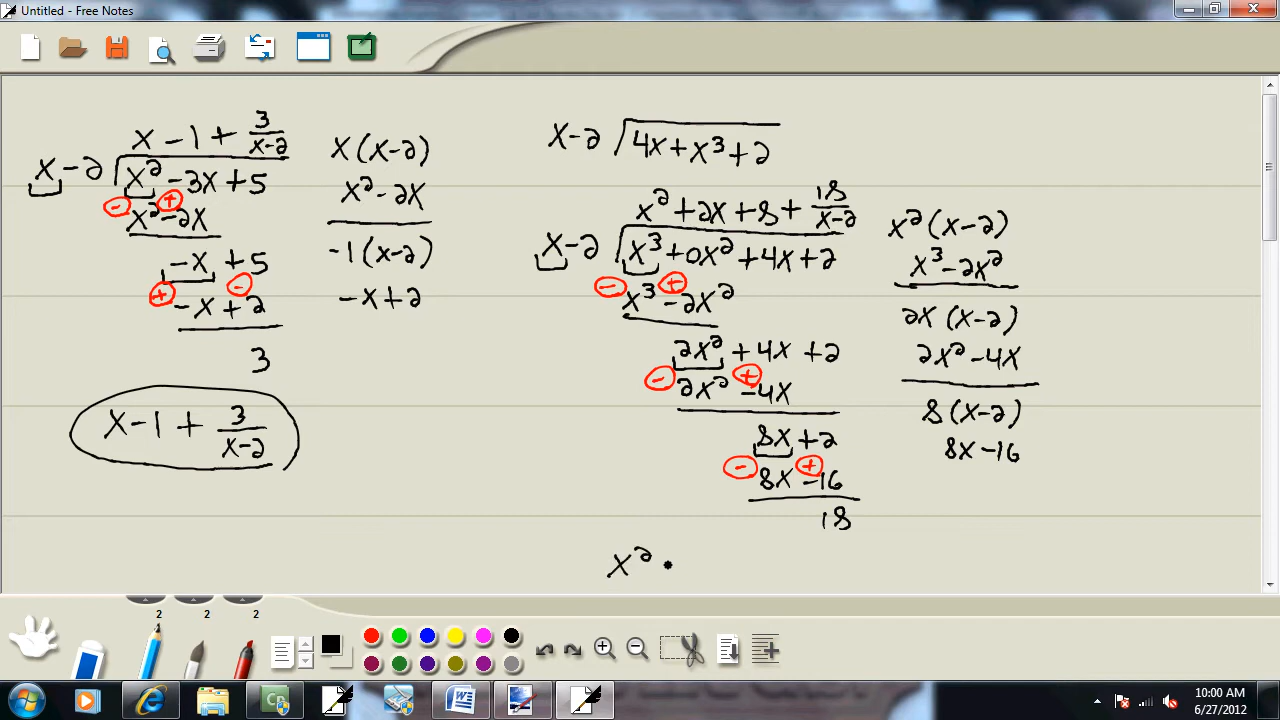 Untitled - Free Notes
x - 1 + 3/(x-2)
x - 2 ) x² - 3x + 5
- +
x² - 2x
-x + 5
+ -
-x + 2
3
x - 1 + 3/(x-2)
x(x-2)
x² - 2x
-1(x-2)
-x + 2
x-2 ) 4x + x³ + 2
x² + 2x + 8 + 18/(x-2)
x - 2 ) x³ + 0x² + 4x + 2
- +
x³ - 2x²
2x² + 4x + 2
- +
2x² - 4x
8x + 2
- +
8x - 16
18
x²
x²(x-2)
x³ - 2x²
2x(x-2)
2x² - 4x
8(x-2)
8x - 16
2 2 2
10:00 AM
6/27/2012